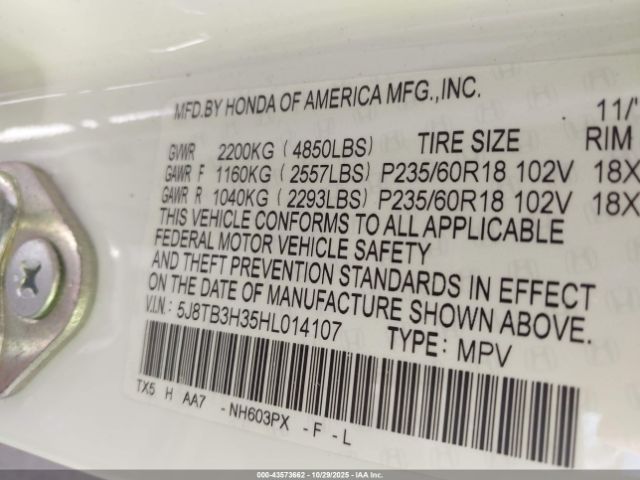 MFD.BY HONDA OF AMERICA MFG.,INC. 11/'
GVWR 2200KG (4850LBS) TIRE SIZE RIM
GAWR F 1160KG (2557LBS) P235/60R18 102V 18X
GAWR R 1040KG (2293LBS) P235/60R18 102V 18X
THIS VEHICLE CONFORMS TO ALL APPLICABLE
FEDERAL MOTOR VEHICLE SAFETY
AND THEFT PREVENTION STANDARDS IN EFFECT
ON THE DATE OF MANUFACTURE SHOWN ABOVE.
V.I.N.: 5J8TB3H35HL014107 TYPE: MPV
TX5 H AA7 -NH603PX -F -L
000-43573662 | 10/29/2025 | IAAI.COM